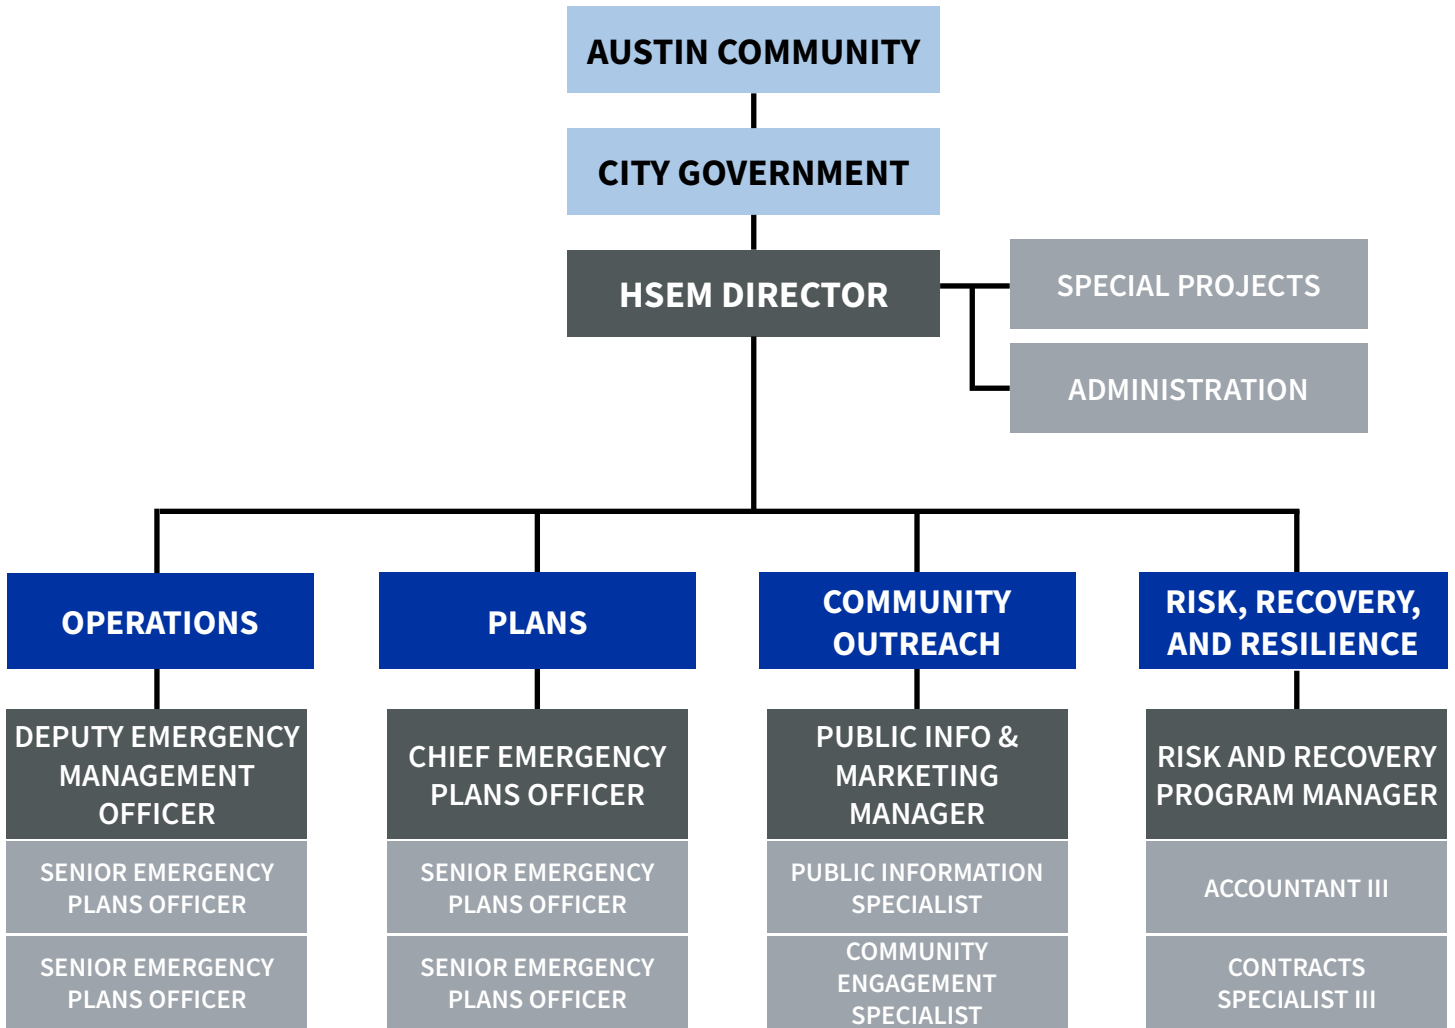 AUSTIN COMMUNITY
CITY GOVERNMENT
HSEM DIRECTOR
SPECIAL PROJECTS
ADMINISTRATION
OPERATIONS
DEPUTY EMERGENCY
MANAGEMENT
OFFICER
SENIOR EMERGENCY
PLANS OFFICER
SENIOR EMERGENCY
PLANS OFFICER
PLANS
CHIEF EMERGENCY
PLANS OFFICER
SENIOR EMERGENCY
PLANS OFFICER
SENIOR EMERGENCY
PLANS OFFICER
COMMUNITY
OUTREACH
PUBLIC INFO &
MARKETING
MANAGER
PUBLIC INFORMATION
SPECIALIST
COMMUNITY
ENGAGEMENT
SPECIALIST
RISK, RECOVERY,
AND RESILIENCE
RISK AND RECOVERY
PROGRAM MANAGER
ACCOUNTANT III
CONTRACTS
SPECIALIST III